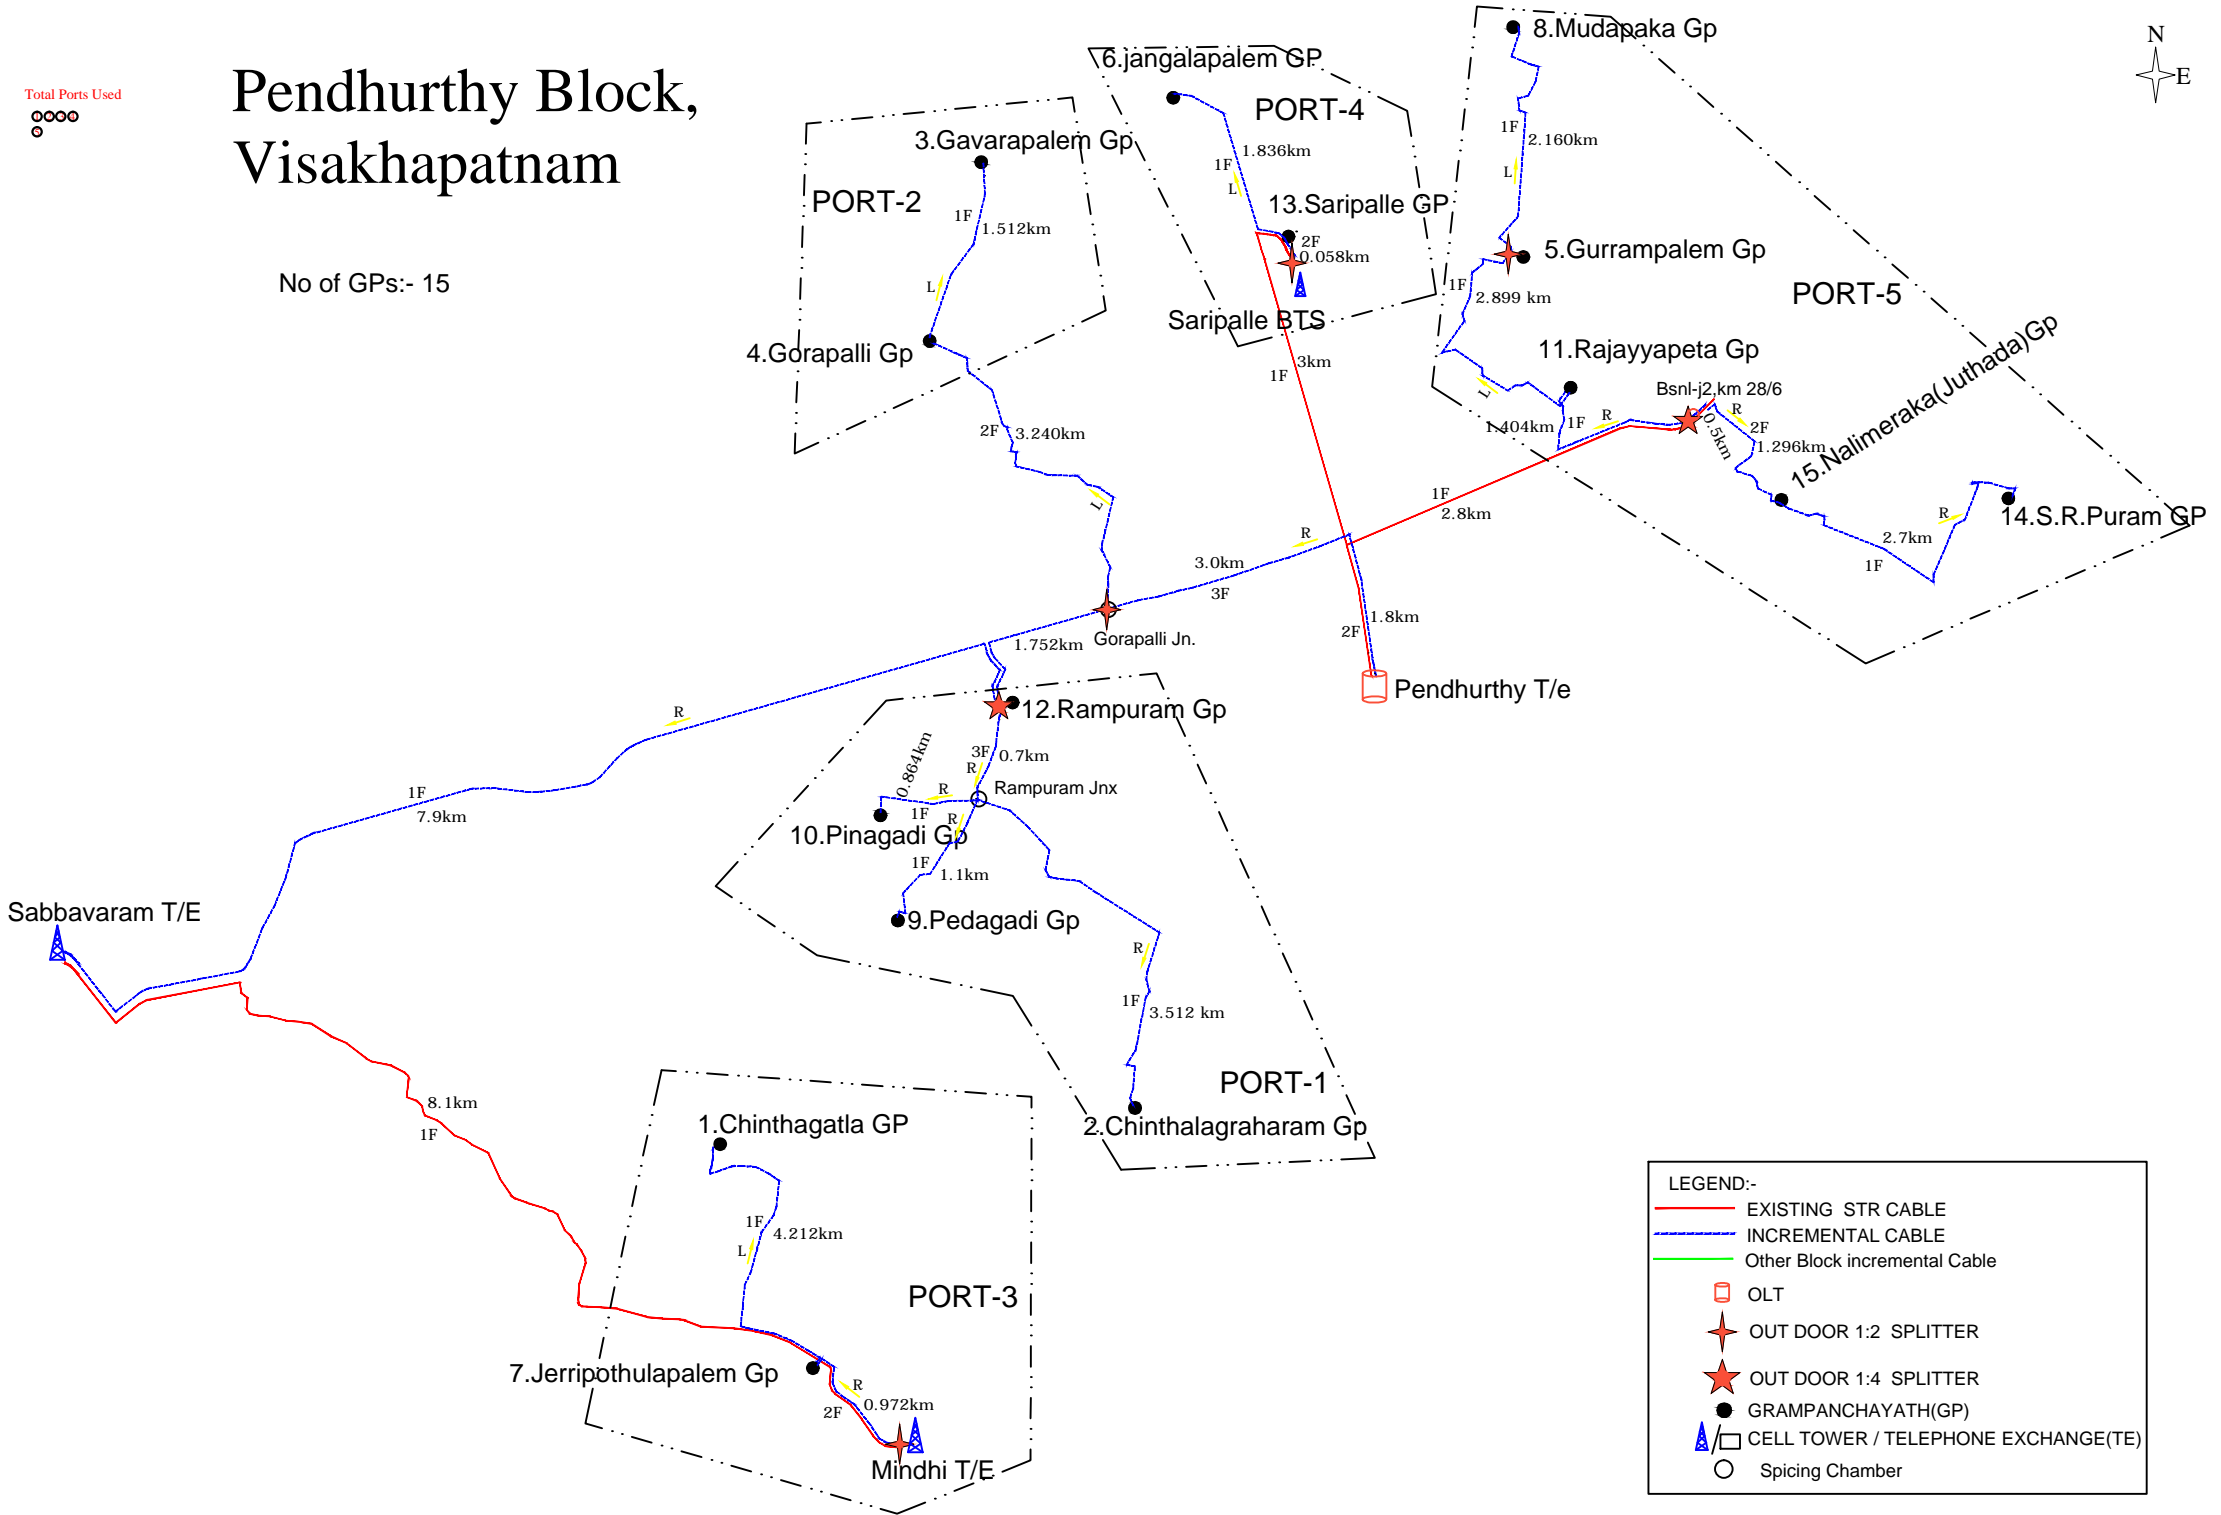 Total Ports Used
Pendhurthy Block,
Visakhapatnam
No of GPs:- 15
N
E
8.Mudapaka Gp
6.jangalapalem GP
PORT-4
3.Gavarapalem Gp
PORT-2
1F
1.512km
L
4.Gorapalli Gp
2F
3.240km
L
1.836km
1F
L
13.Saripalle GP
2F
0.058km
Saripalle BTS
3km
1F
1F
2.160km
L
5.Gurrampalem Gp
1F
2.899 km
PORT-5
L
11.Rajayyapeta Gp
Bsnl-j2,km 28/6
1.404km
1F
R
0.5km
R
2F
1.296km
15.Nalimeraka(Juthada)Gp
14.S.R.Puram GP
R
2.7km
1F
1F
2.8km
R
3.0km
3F
1.8km
2F
Gorapalli Jn.
1.752km
Pendhurthy T/e
R
12.Rampuram Gp
3F
0.7km
R
0.864km
R
Rampuram Jnx
1F
R
10.Pinagadi Gp
1F
1.1km
9.Pedagadi Gp
1F
7.9km
Sabbavaram T/E
R
1F
3.512 km
PORT-1
2.Chinthalagraharam Gp
8.1km
1F
1.Chinthagatla GP
1F
4.212km
L
PORT-3
7.Jerripothulapalem Gp
R
0.972km
2F
Mindhi T/E
LEGEND:-
EXISTING STR CABLE
INCREMENTAL CABLE
Other Block incremental Cable
OLT
OUT DOOR 1:2 SPLITTER
OUT DOOR 1:4 SPLITTER
GRAMPANCHAYATH(GP)
CELL TOWER / TELEPHONE EXCHANGE(TE)
Spicing Chamber